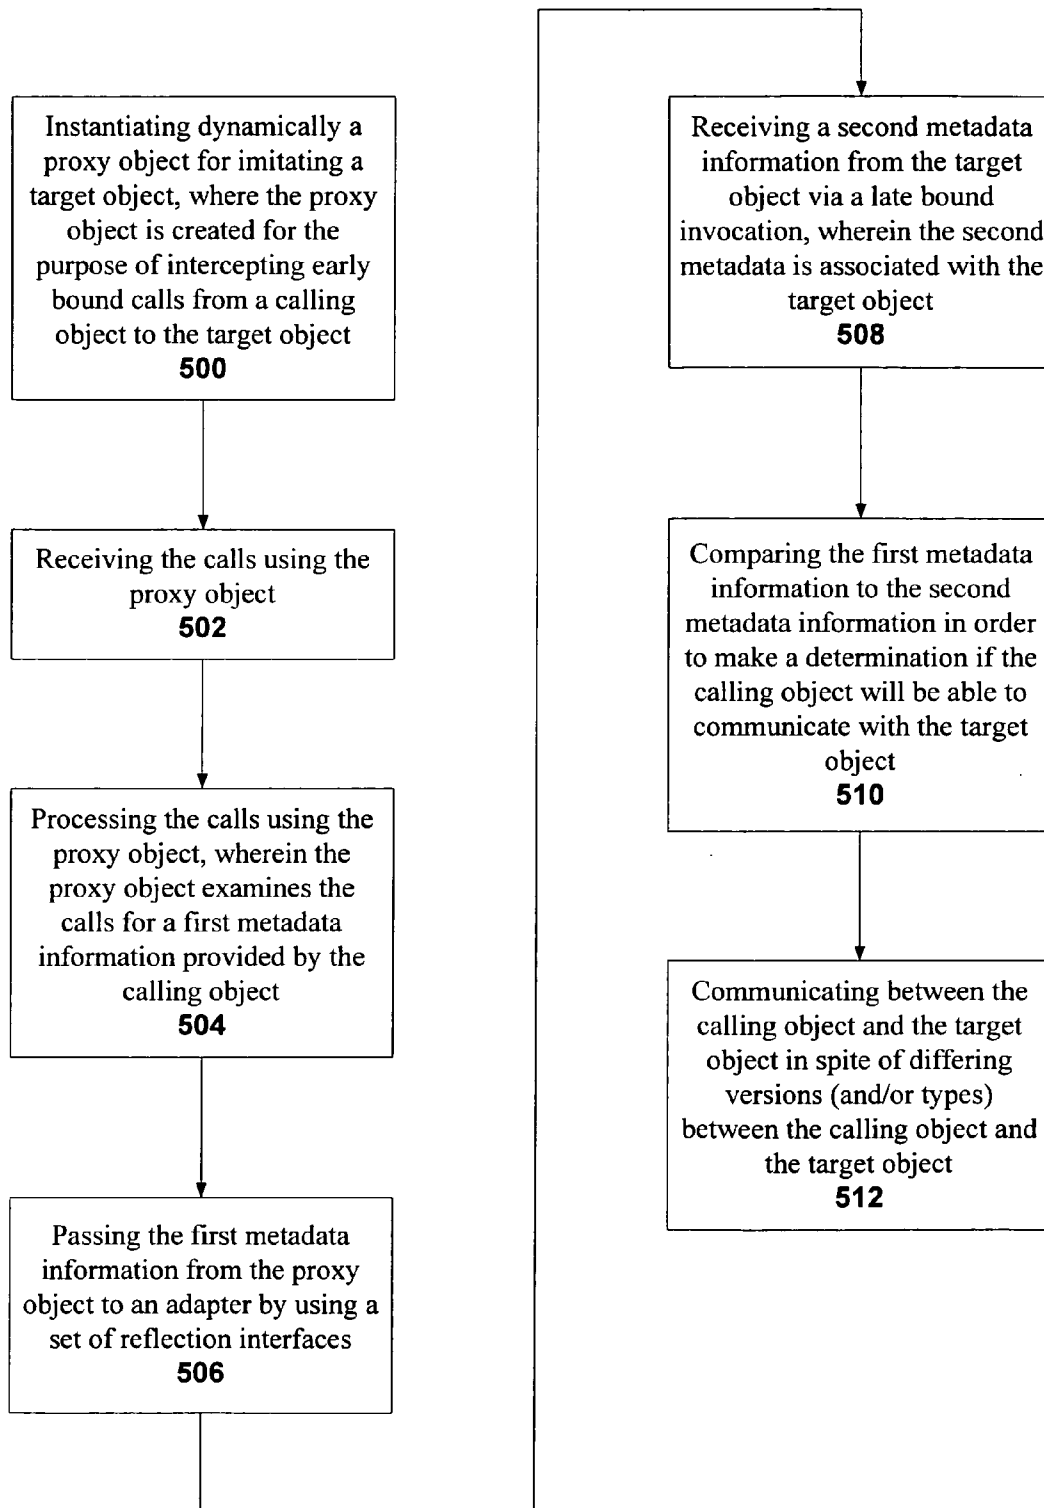 Instantiating dynamically a
proxy object for imitating a
target object, where the proxy
object is created for the
purpose of intercepting early
bound calls from a calling
object to the target object
500
Receiving the calls using the
proxy object
502
Processing the calls using the
proxy object, wherein the
proxy object examines the
calls for a first metadata
information provided by the
calling object
504
Passing the first metadata
information from the proxy
object to an adapter by using a
set of reflection interfaces
506
Receiving a second metadata
information from the target
object via a late bound
invocation, wherein the second
metadata is associated with the
target object
508
Comparing the first metadata
information to the second
metadata information in order
to make a determination if the
calling object will be able to
communicate with the target
object
510
Communicating between the
calling object and the target
object in spite of differing
versions (and/or types)
between the calling object and
the target object
512